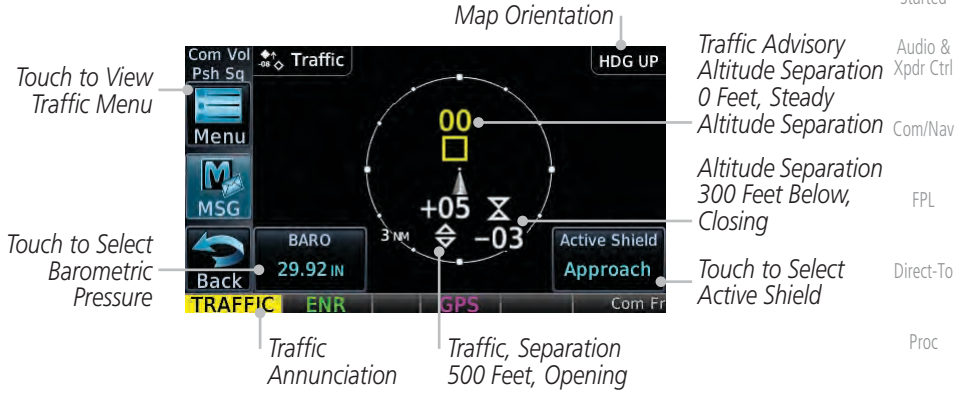 Started
Map Orientation
Touch to View
Traffic Menu
Com Vol
Psh Sq
-08
Traffic
HDG UP
Traffic Advisory
Altitude Separation
0 Feet, Steady
Altitude Separation
Audio &
Xpdr Ctrl
Menu
00
Com/Nav
MSG
+05
-03
3 NM
Altitude Separation
300 Feet Below,
Closing
FPL
Touch to Select
Barometric
Pressure
Back
BARO
29.92 IN
Active Shield
Approach
Touch to Select
Active Shield
Direct-To
TRAFFIC
ENR
GPS
Com Fr
Traffic
Annunciation
Traffic, Separation
500 Feet, Opening
Proc